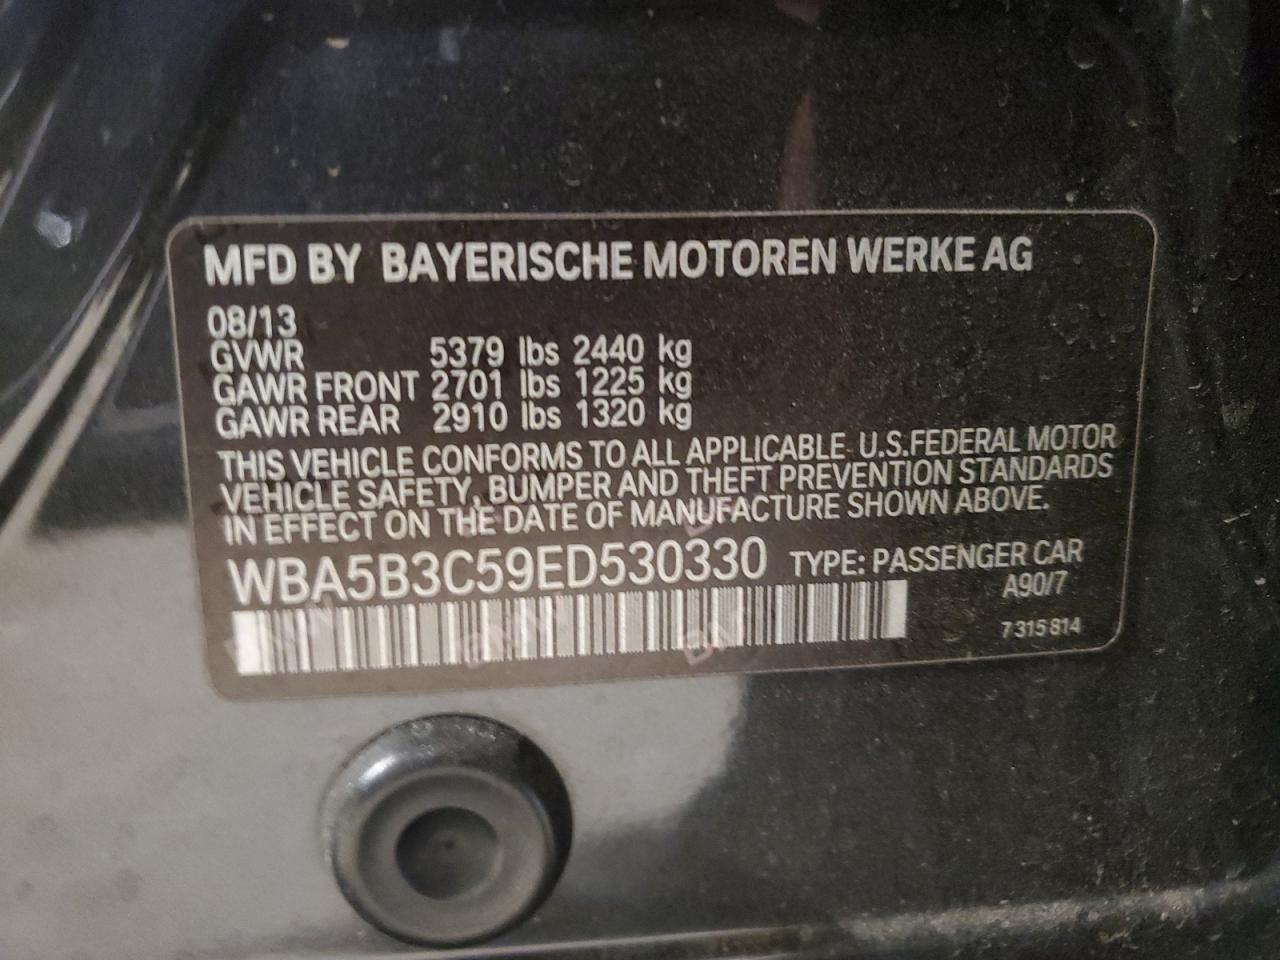 MFD BY BAYERISCHE MOTOREN WERKE AG
08/13
GVWR 5379 lbs 2440 kg
GAWR FRONT 2701 lbs 1225 kg
GAWR REAR 2910 lbs 1320 kg
THIS VEHICLE CONFORMS TO ALL APPLICABLE U.S.FEDERAL MOTOR
VEHICLE SAFETY, BUMPER AND THEFT PREVENTION STANDARDS
IN EFFECT ON THE DATE OF MANUFACTURE SHOWN ABOVE.
WBA5B3C59ED530330 TYPE: PASSENGER CAR
A90/7
7 315 814